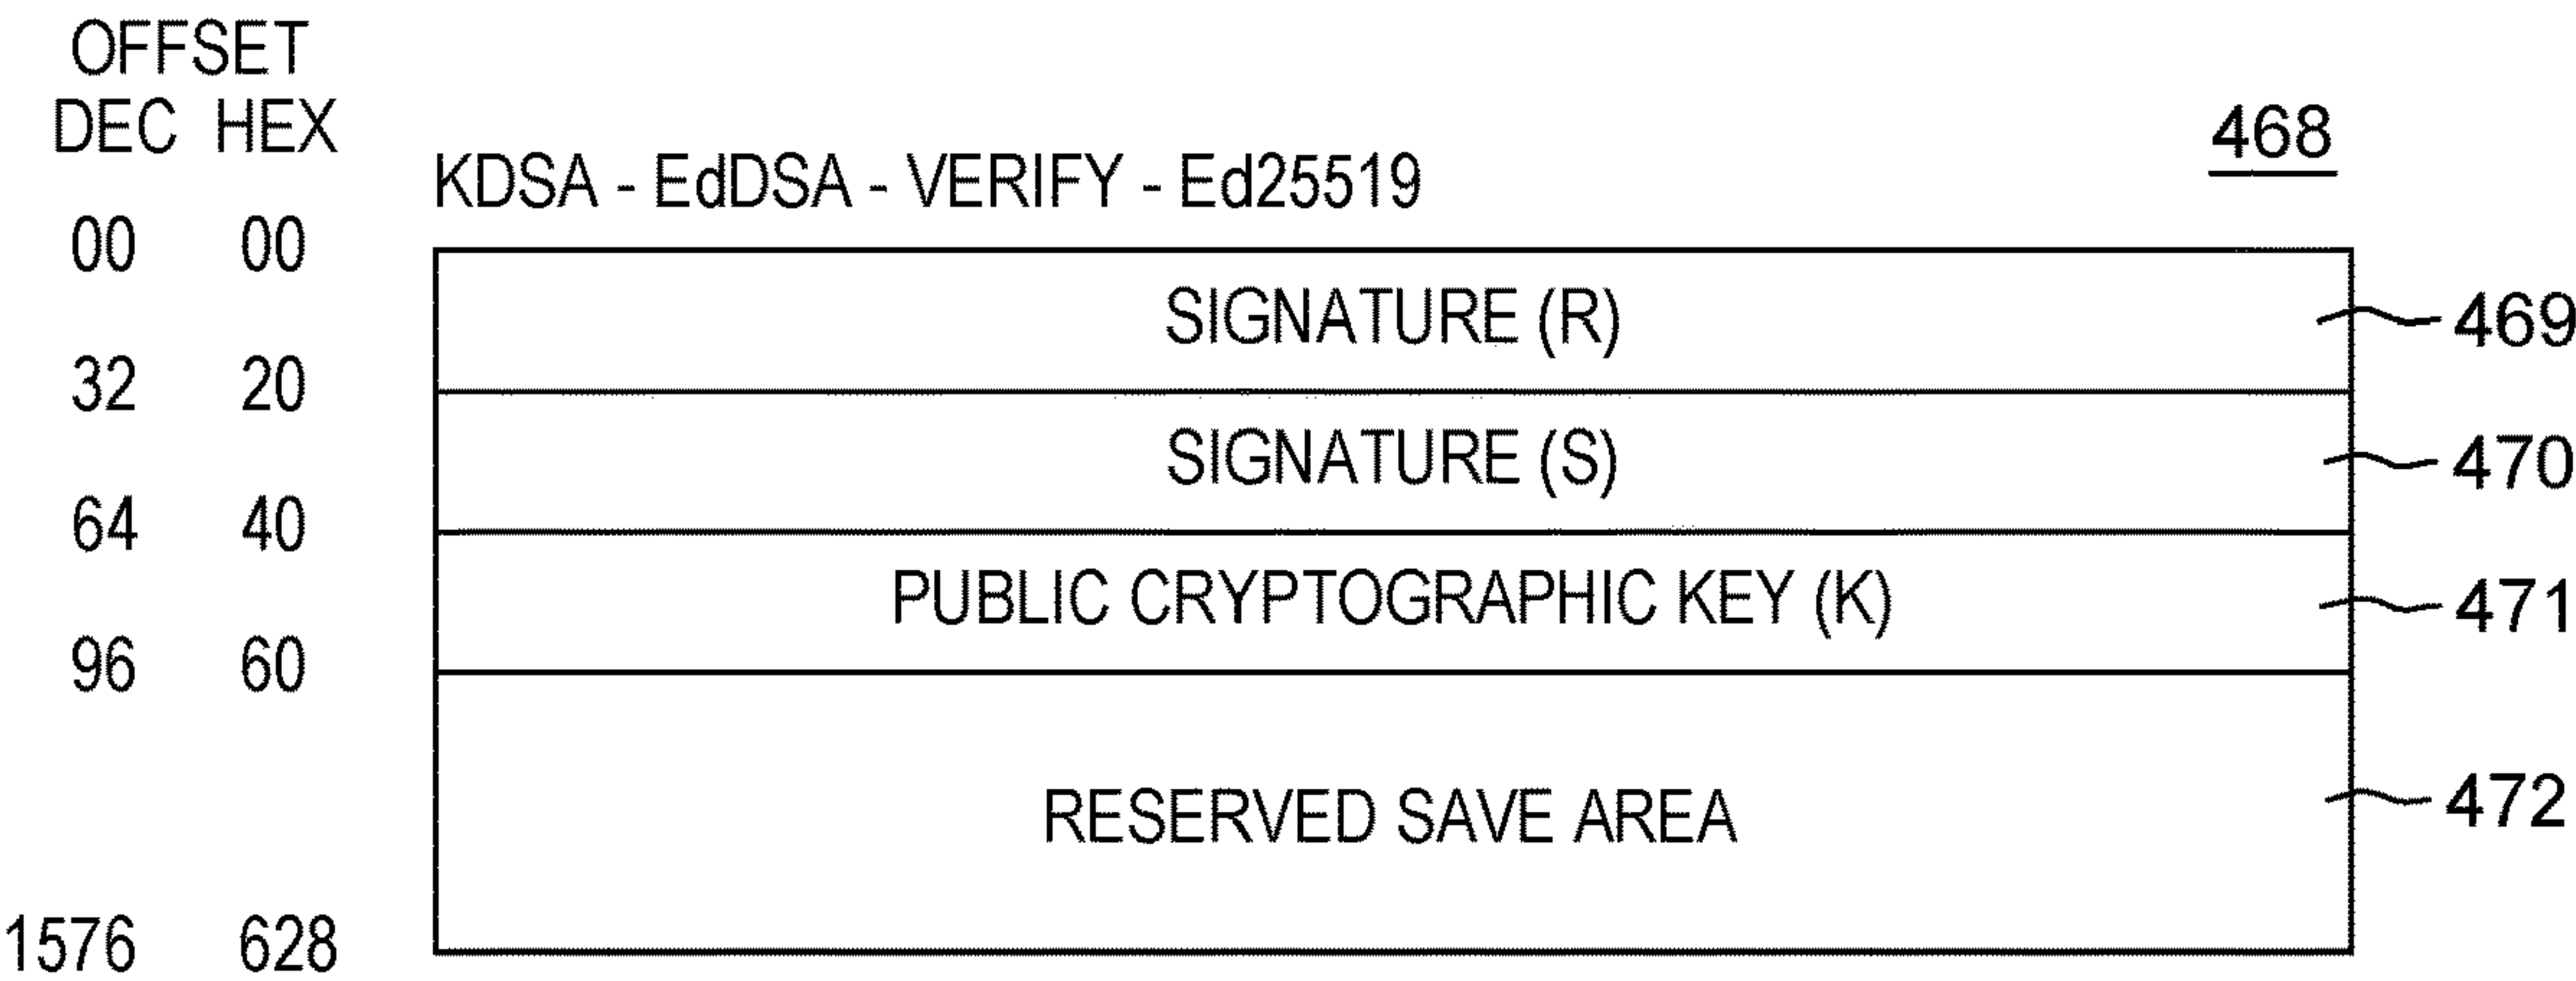 OFFSET
DEC HEX
468
KDSA - EdDSA - VERIFY - Ed25519
00 00
SIGNATURE (R) 469
32 20
SIGNATURE (S) 470
64 40
PUBLIC CRYPTOGRAPHIC KEY (K) 471
96 60
RESERVED SAVE AREA 472
1576 628